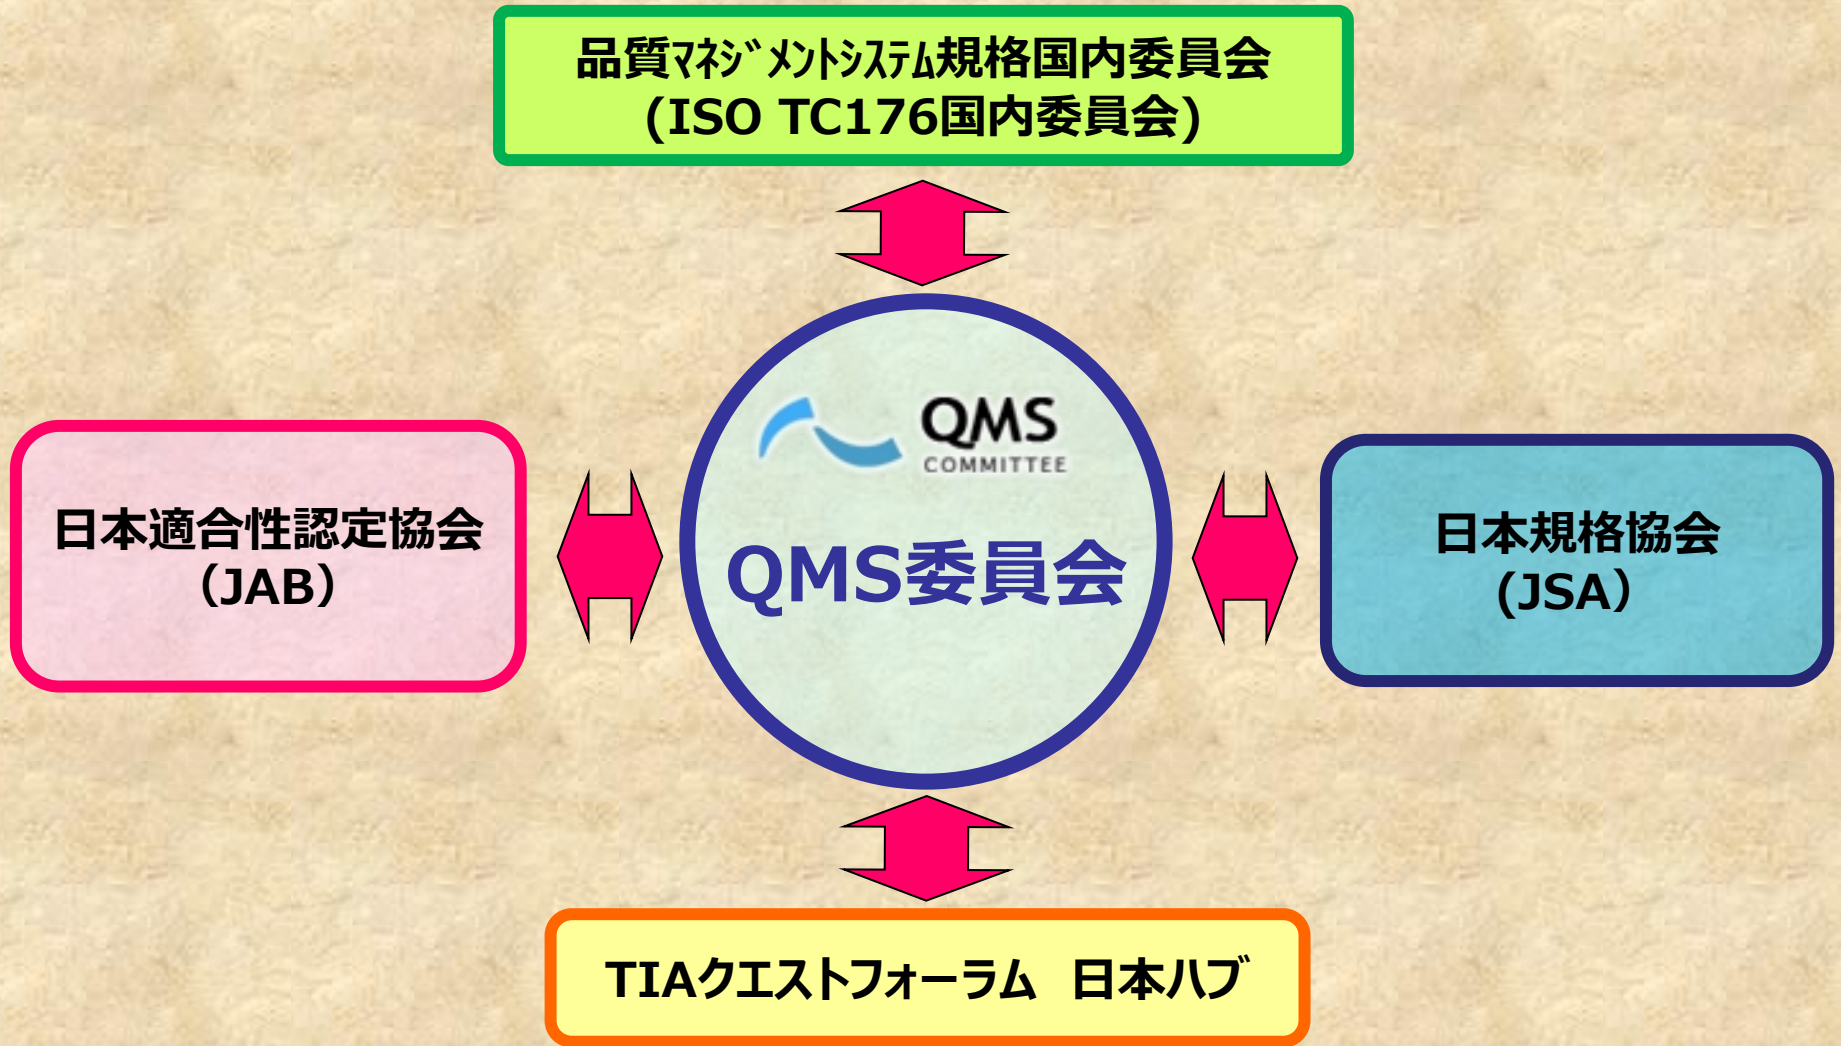 品質ﾏﾈｼﾞﾒﾝﾄｼｽﾃﾑ規格国内委員会
(ISO TC176国内委員会)
QMS
COMMITTEE
QMS委員会
日本適合性認定協会
（JAB）
日本規格協会
(JSA）
TIAクエストフォーラム　日本ハブ